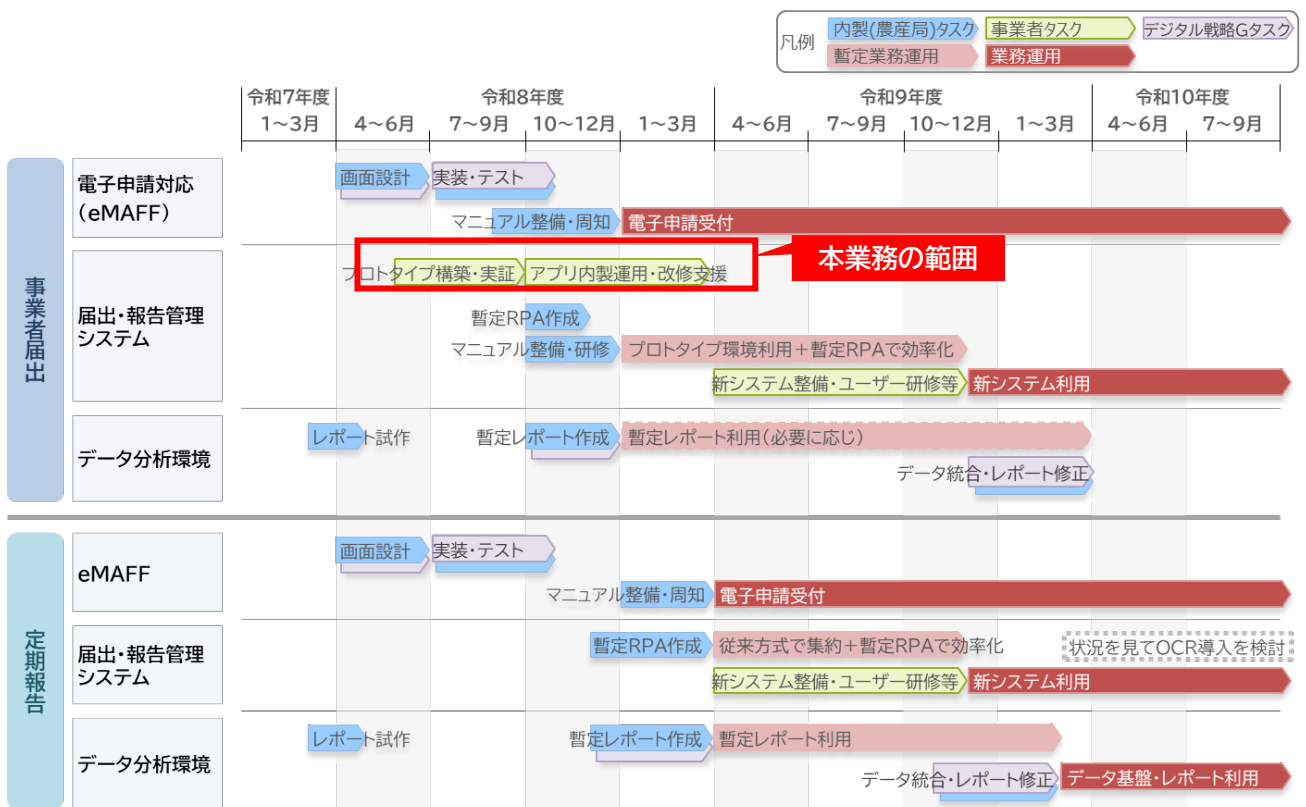 凡例
内製(農産局)タスク
事業者タスク
デジタル戦略Gタスク
暫定業務運用
業務運用
令和7年度
令和8年度
令和9年度
令和10年度
1～3月
4～6月
7～9月
10～12月
1～3月
4～6月
7～9月
10～12月
1～3月
4～6月
7～9月
事業者届出
電子申請対応
(eMAFF)
画面設計
実装・テスト
マニュアル整備・周知
電子申請受付
本業務の範囲
届出・報告管理
システム
プロトタイプ構築・実証
アプリ内製運用・改修支援
暫定RPA作成
マニュアル整備・研修
プロトタイプ環境利用＋暫定RPAで効率化
新システム整備・ユーザー研修等
新システム利用
データ分析環境
レポート試作
暫定レポート作成
暫定レポート利用(必要に応じ)
データ統合・レポート修正
定期報告
eMAFF
画面設計
実装・テスト
マニュアル整備・周知
電子申請受付
届出・報告管理
システム
暫定RPA作成
従来方式で集約＋暫定RPAで効率化
状況を見てOCR導入を検討
新システム整備・ユーザー研修等
新システム利用
データ分析環境
レポート試作
暫定レポート作成
暫定レポート利用
データ統合・レポート修正
データ基盤・レポート利用